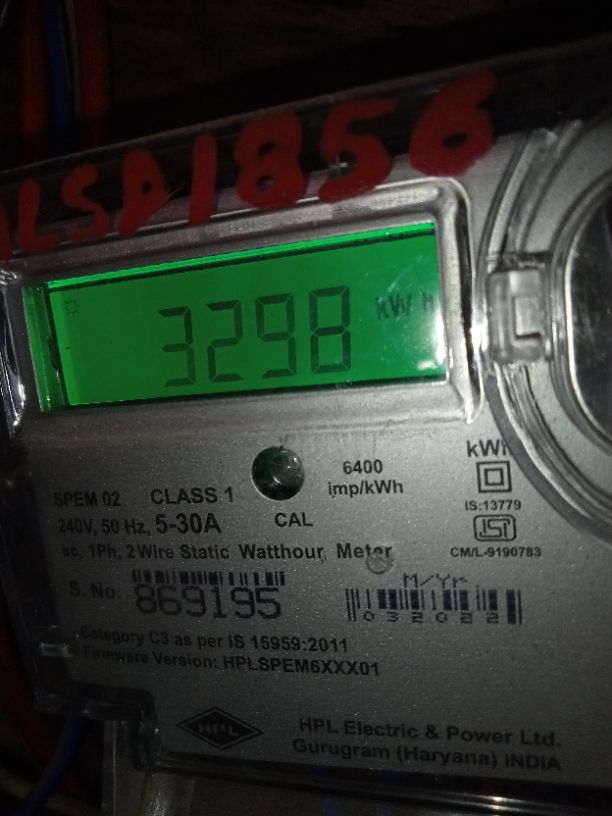 ALSD1856
3298 kWh
kWh
6400
imp/kWh
SPEM 02 CLASS 1
IS:13779
240V, 50 Hz, 5-30A CAL
ac, 1Ph, 2 Wire Static Watthour Meter
CM/L-9190783
M/Yr
S. No. 869195
032022
Category C3 as per IS 15959:2011
Firmware Version: HPLSPEM6XXX01
HPL
HPL Electric & Power Ltd.
Gurugram (Haryana) INDIA